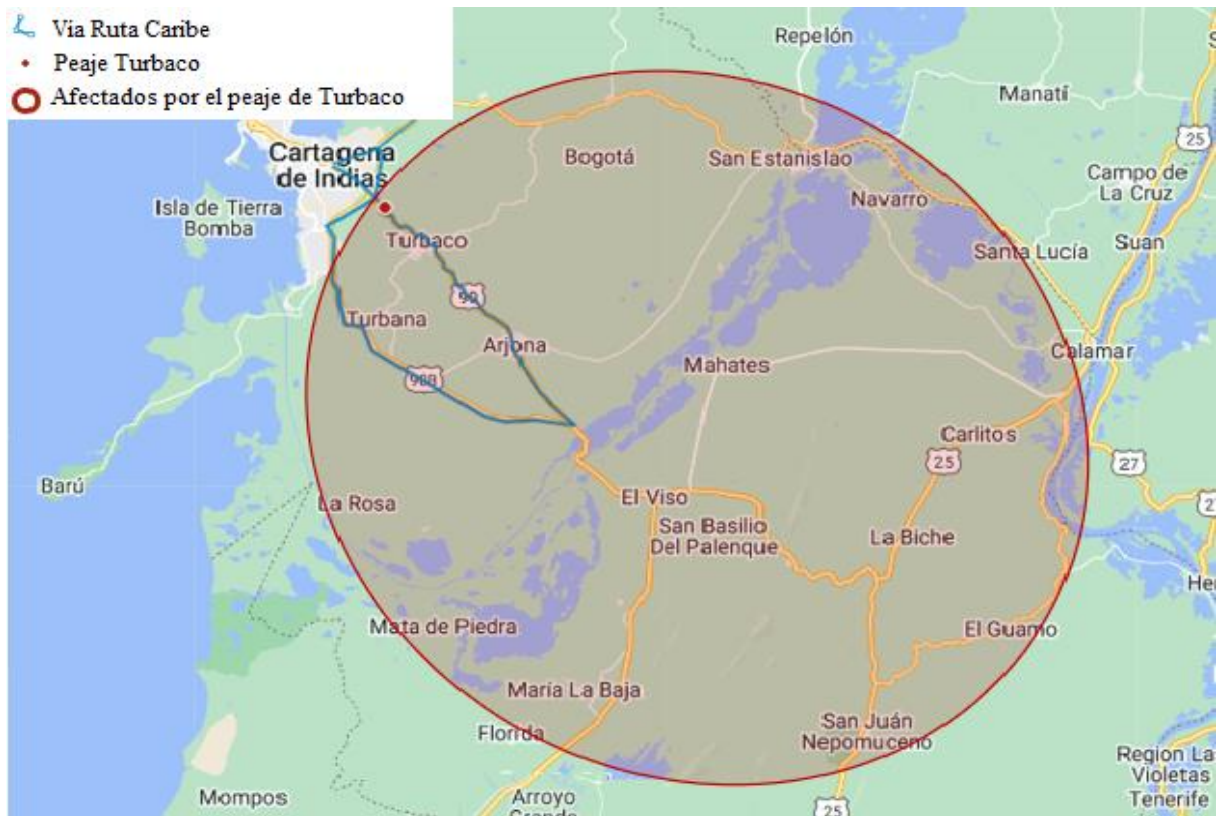 Vía Ruta Caribe
Peaje Turbaco
Afectados por el peaje de Turbaco
Repelón
Manatí
25
Cartagena
de Indias
Bogotá
San Estanislao
Campo de
La Cruz
Isla de Tierra
Bomba
Navarro
Turbaco
Santa Lucía
Suan
90
Turbana
Arjona
Mahates
Calamar
90B
Carlitos
25
27
Barú
La Rosa
El Viso
San Basilio
Del Palenque
La Biche
Mata de Piedra
El Guamo
María La Baja
Florida
San Juán
Nepomuceno
Region La
Violetas
Tenerife
Mompos
Arroyo
25